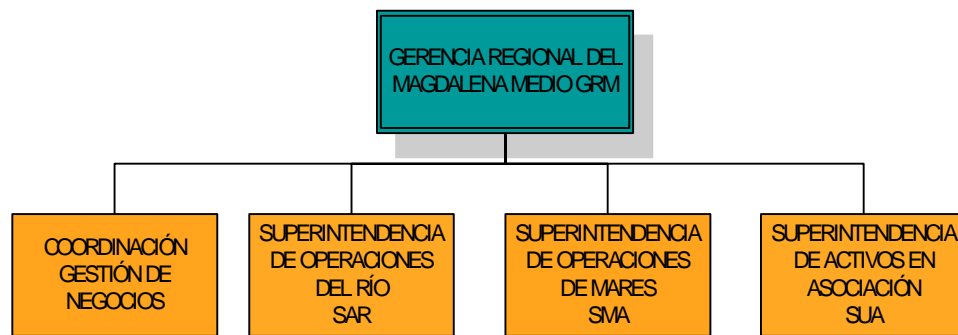 GERENCIA REGIONAL DEL
MAGDALENA MEDIO GRM
COORDINACIÓN
GESTIÓN DE
NEGOCIOS
SUPERINTENDENCIA
DE OPERACIONES
DEL RÍO
SAR
SUPERINTENDENCIA
DE OPERACIONES
DE MARES
SMA
SUPERINTENDENCIA
DE ACTIVOS EN
ASOCIACIÓN
SUA